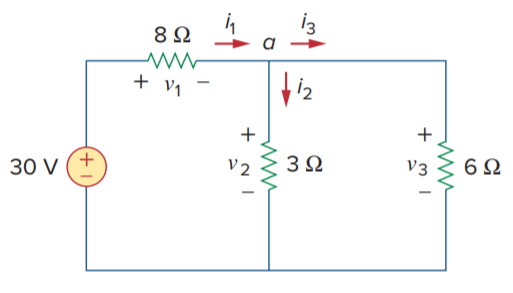 8 Ω i₁ a i₃
+ v₁ −
i₂
30 V + − + v₂ − 3 Ω + v₃ − 6 Ω